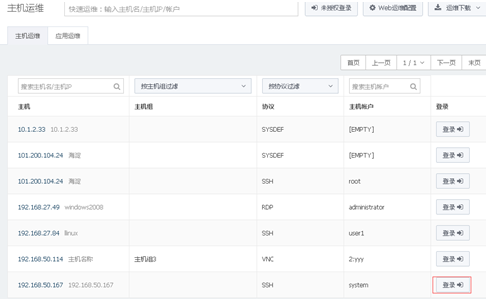 主机运维 快速运维：输入主机名/主机IP/帐户 未授权登录 Web运维配置 运维下载
主机运维 应用运维
首页 上一页 1 / 1 下一页 末页
搜索主机名/主机IP 按主机组过滤 按协议过滤 搜索主机帐户
主机 主机组 协议 主机帐户 登录
10.1.2.33 10.1.2.33 SYSDEF [EMPTY] 登录
101.200.104.24 海淀 SYSDEF [EMPTY] 登录
101.200.104.24 海淀 SSH root 登录
192.168.27.49 windows2008 RDP administrator 登录
192.168.27.84 linux SSH user1 登录
192.168.50.114 主机名称 主机组3 VNC 2:yyy 登录
192.168.50.167 192.168.50.167 SSH system 登录